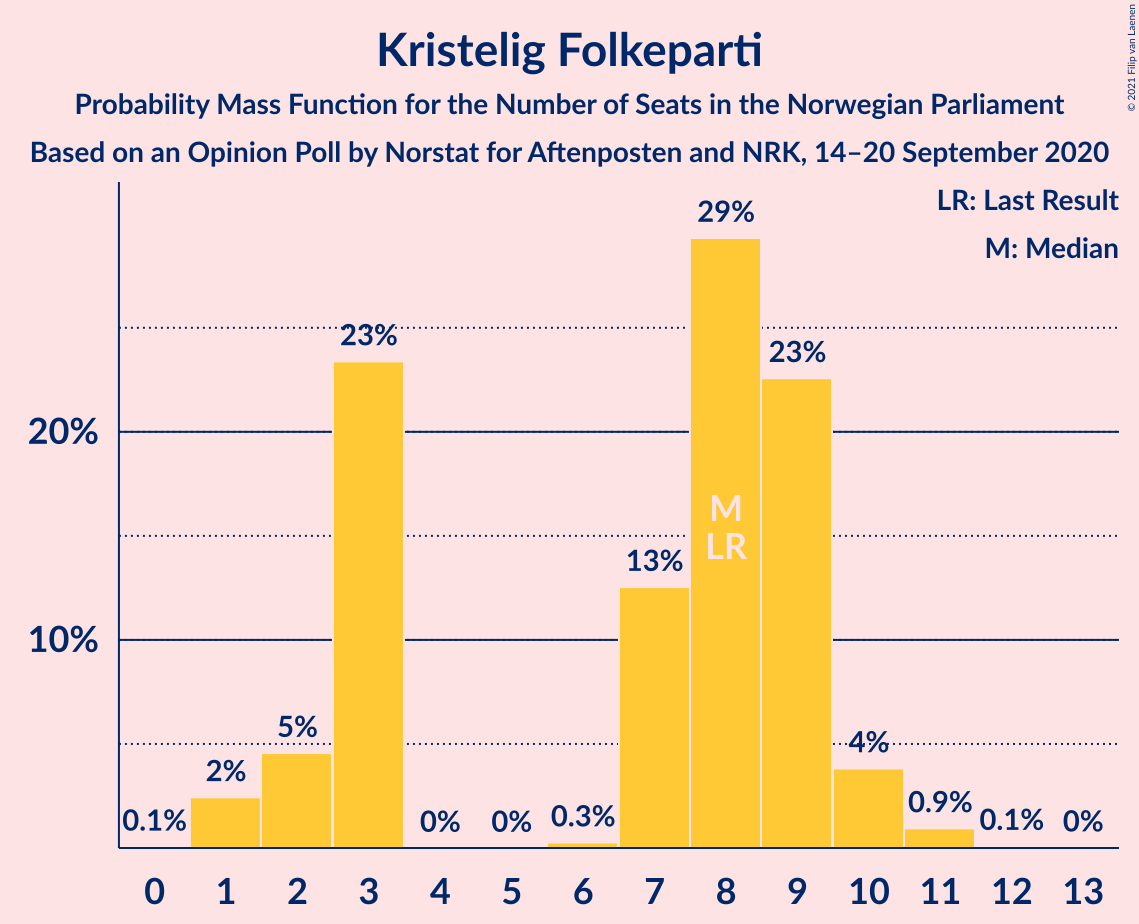 Kristelig Folkeparti
Probability Mass Function for the Number of Seats in the Norwegian Parliament
Based on an Opinion Poll by Norstat for Aftenposten and NRK, 14–20 September 2020
© 2021 Filip van Laenen
LR: Last Result
M: Median
20%
10%
0.1%
2%
5%
23%
0%
0%
0.3%
13%
29%
23%
4%
0.9%
0.1%
0%
M
LR
0 1 2 3 4 5 6 7 8 9 10 11 12 13